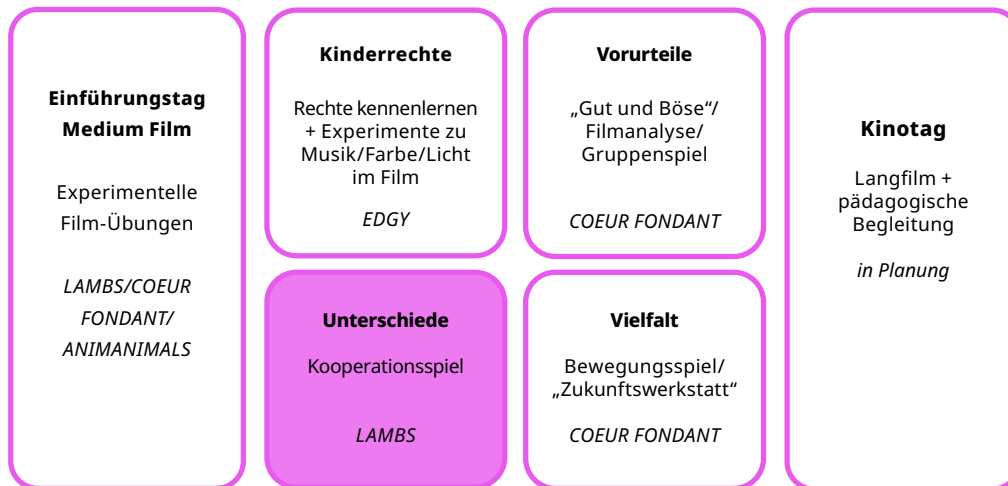 Einführungstag
Medium Film
Experimentelle
Film-Übungen
LAMBS/COEUR
FONDANT/
ANIMANIMALS
Kinderrechte
Rechte kennenlernen
+ Experimente zu
Musik/Farbe/Licht
im Film
EDGY
Unterschiede
Kooperationsspiel
LAMBS
Vorurteile
„Gut und Böse“/
Filmanalyse/
Gruppenspiel
COEUR FONDANT
Vielfalt
Bewegungsspiel/
„Zukunftswerkstatt“
COEUR FONDANT
Kinotag
Langfilm +
pädagogische
Begleitung
in Planung